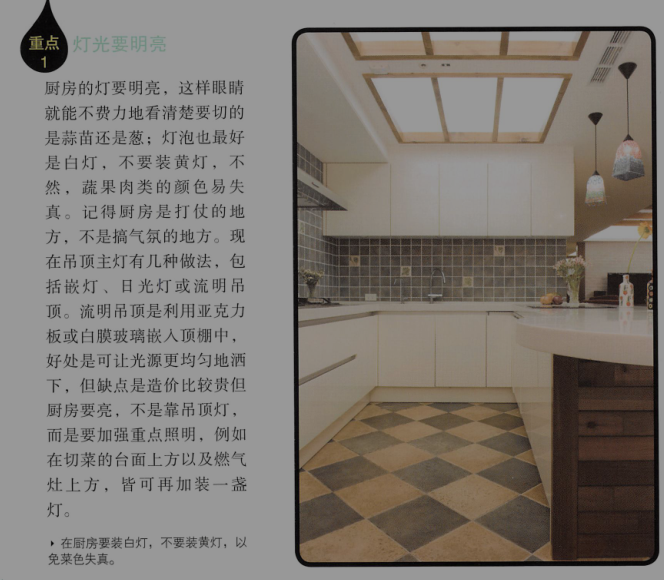 重点
1
灯光要明亮
厨房的灯要明亮，这样眼睛
就能不费力地看清楚要切的
是蒜苗还是葱；灯泡也最好
是白灯，不要装黄灯，不
然，蔬果肉类的颜色易失
真。记得厨房是打仗的地
方，不是搞气氛的地方。现
在吊顶主灯有几种做法，包
括嵌灯、日光灯或流明吊
顶。流明吊顶是利用亚克力
板或白膜玻璃嵌入顶棚中，
好处是可让光源更均匀地洒
下，但缺点是造价比较贵但
厨房要亮，不是靠吊顶灯，
而是要加强重点照明，例如
在切菜的台面上方以及燃气
灶上方，皆可再加装一盏
灯。
在厨房要装白灯，不要装黄灯，以
免菜色失真。